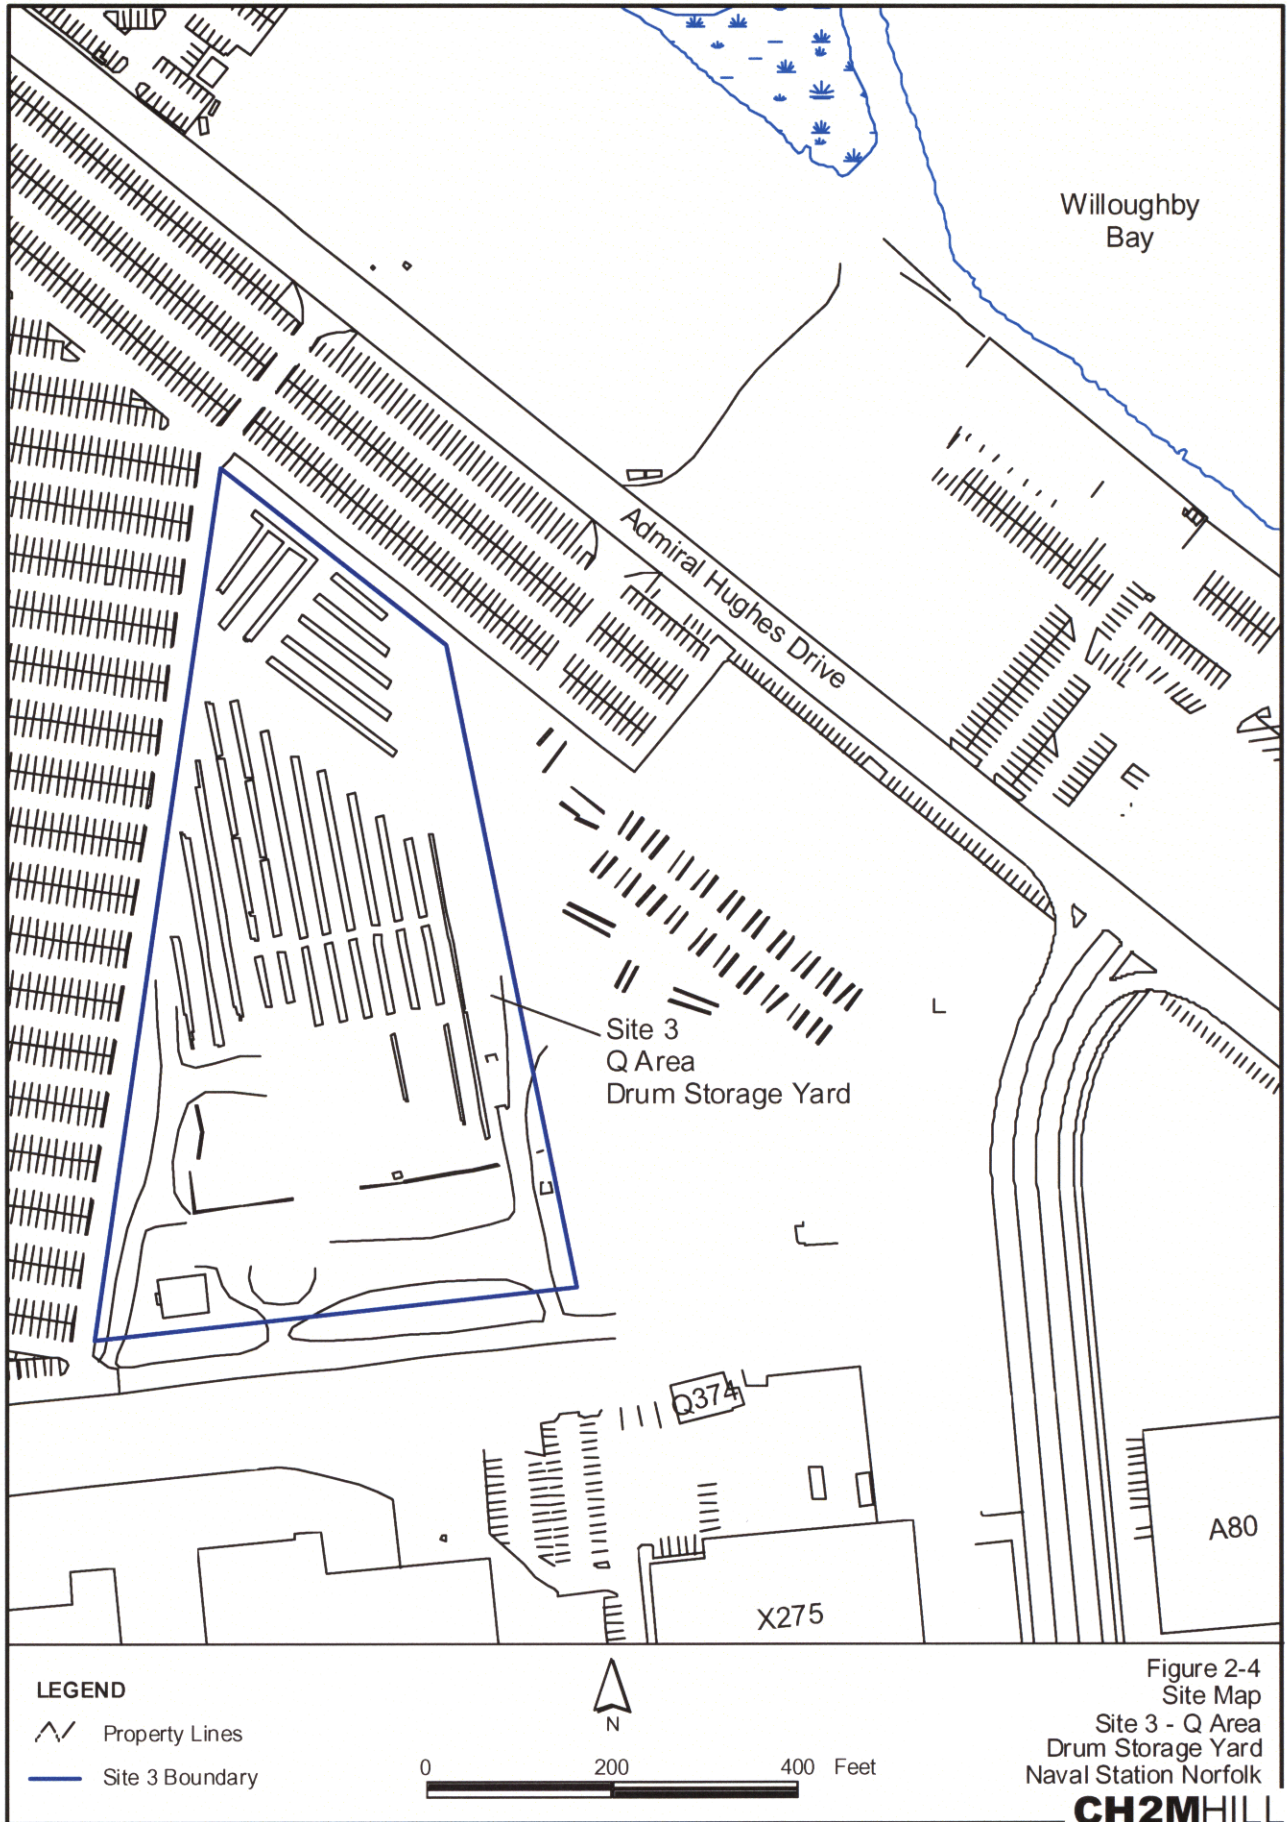 Willoughby
Bay
Admiral Hughes Drive
Site 3
Q Area
Drum Storage Yard
Q374
A80
X275
LEGEND
Property Lines
Site 3 Boundary
N
0 200 400 Feet
Figure 2-4
Site Map
Site 3 - Q Area
Drum Storage Yard
Naval Station Norfolk
CH2MHILL